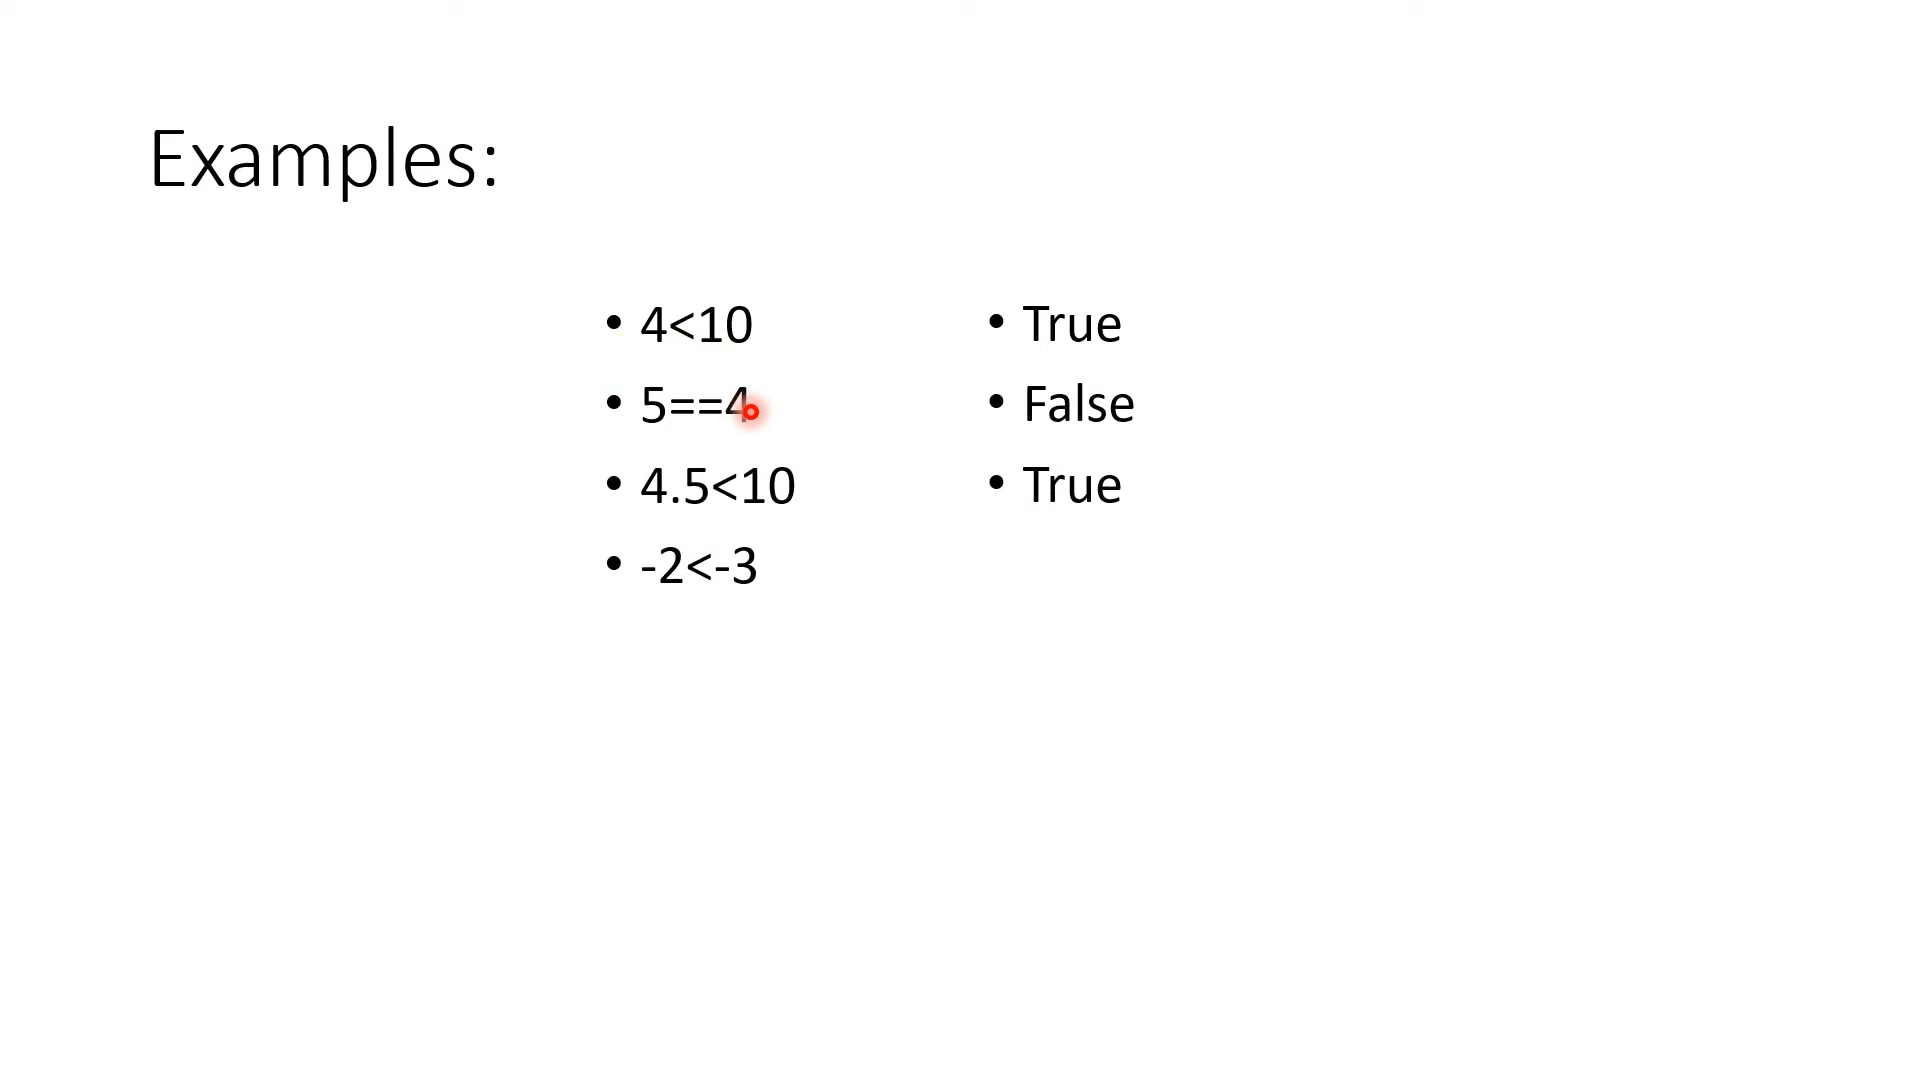 Examples:
• 4<10
• True
• 5==4
• False
• 4.5<10
• True
• -2<-3